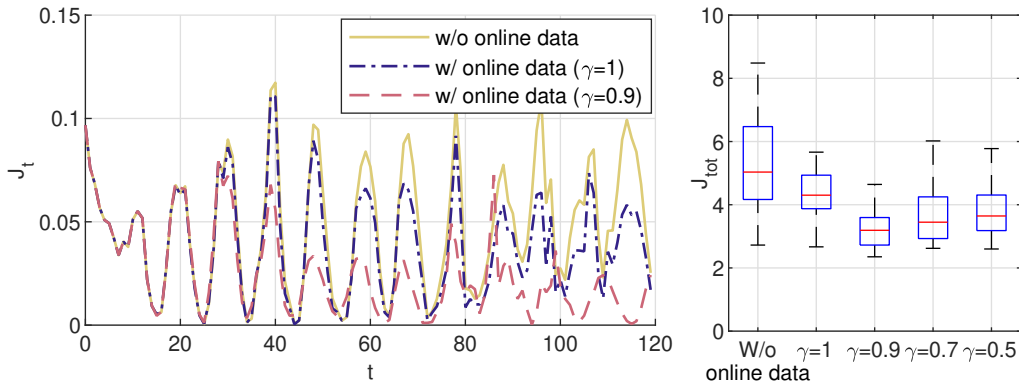 0.15
0.1
0.05
0
J_t
0
20
40
60
80
100
120
t
w/o online data
w/ online data (γ=1)
w/ online data (γ=0.9)
10
8
6
4
2
0
J_tot
W/o
online data
γ=1
γ=0.9
γ=0.7
γ=0.5